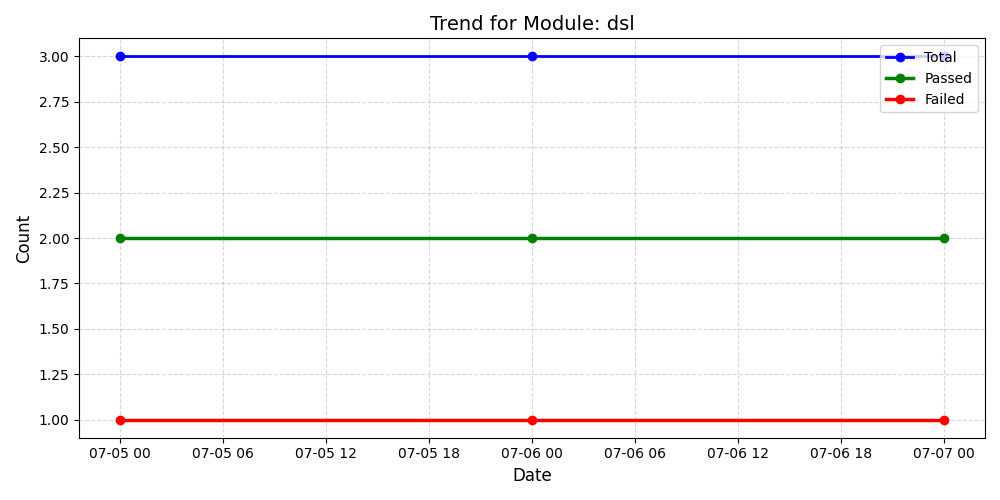 Trend for Module: dsl
Total
Passed
Failed
Count
3.00
2.75
2.50
2.25
2.00
1.75
1.50
1.25
1.00
07-05 00 07-05 06 07-05 12 07-05 18 07-06 00 07-06 06 07-06 12 07-06 18 07-07 00
Date